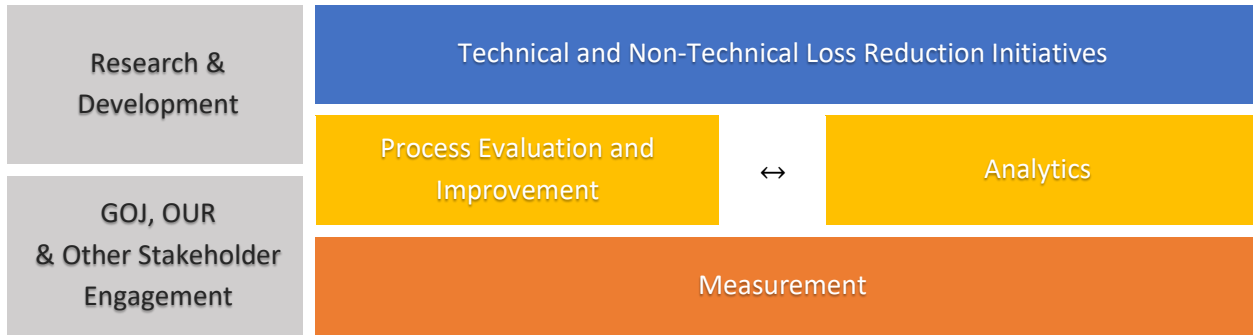 Research &
Development
GOJ, OUR
& Other Stakeholder
Engagement
Technical and Non-Technical Loss Reduction Initiatives
Process Evaluation and
Improvement
↔
Analytics
Measurement